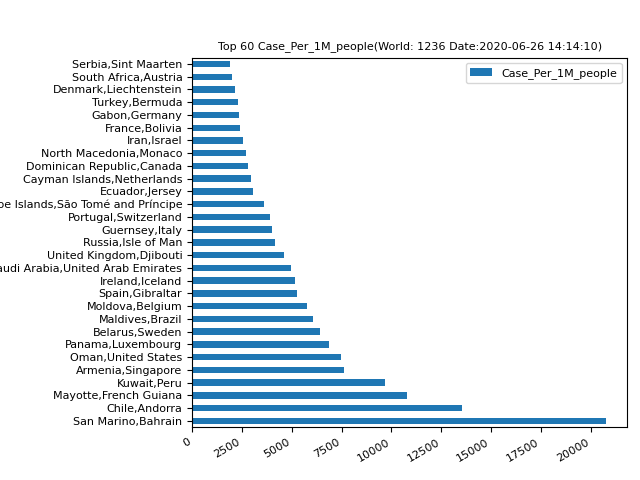 Top 60 Case_Per_1M_people(World: 1236 Date:2020-06-26 14:14:10)
Case_Per_1M_people
Serbia,Sint Maarten
South Africa,Austria
Denmark,Liechtenstein
Turkey,Bermuda
Gabon,Germany
France,Bolivia
Iran,Israel
North Macedonia,Monaco
Dominican Republic,Canada
Cayman Islands,Netherlands
Ecuador,Jersey
oe Islands,São Tomé and Príncipe
Portugal,Switzerland
Guernsey,Italy
Russia,Isle of Man
United Kingdom,Djibouti
audi Arabia,United Arab Emirates
Ireland,Iceland
Spain,Gibraltar
Moldova,Belgium
Maldives,Brazil
Belarus,Sweden
Panama,Luxembourg
Oman,United States
Armenia,Singapore
Kuwait,Peru
Mayotte,French Guiana
Chile,Andorra
San Marino,Bahrain
0 2500 5000 7500 10000 12500 15000 17500 20000